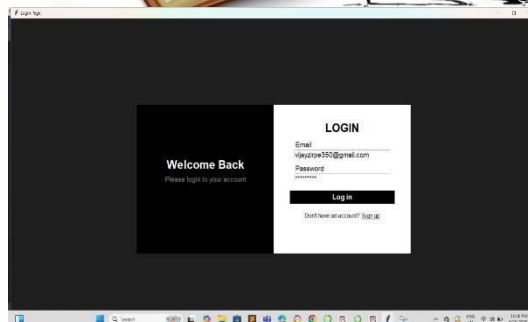 Login Page
LOGIN
Email
vijayzirpe350@gmail.com
Welcome Back
Password
Please login to your account
*********
Log in
Don't have an account? Sign up
Search